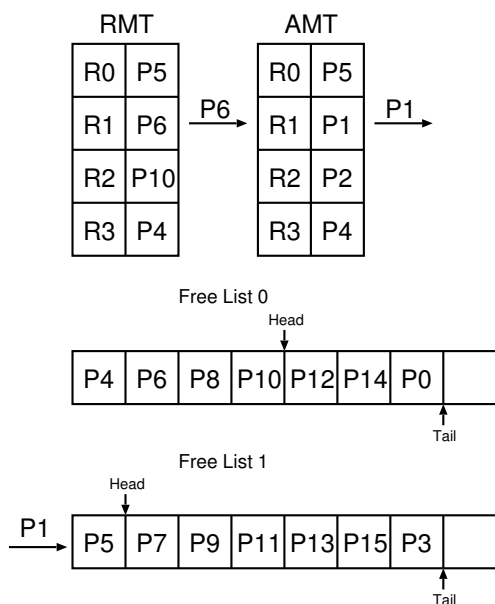 RMT AMT
R0 P5 R0 P5
R1 P6 P6 R1 P1 P1
R2 P10 R2 P2
R3 P4 R3 P4
Free List 0
Head
P4 P6 P8 P10 P12 P14 P0
Tail
Free List 1
Head
P1 P5 P7 P9 P11 P13 P15 P3
Tail